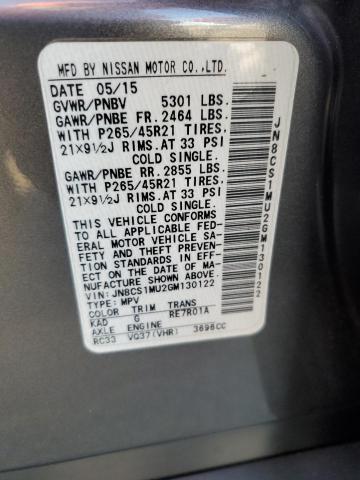 MFD BY NISSAN MOTOR CO.,LTD.
DATE 05/15
GVWR/PNBV 5301 LBS.
GAWR/PNBE FR. 2464 LBS.
WITH P265/45R21 TIRES,
21X9½J RIMS.AT 33 PSI
COLD SINGLE.
GAWR/PNBE RR. 2855 LBS.
WITH P265/45R21 TIRES,
21X9½J RIMS.AT 33 PSI
COLD SINGLE.
THIS VEHICLE CONFORMS
TO ALL APPLICABLE FED-
ERAL MOTOR VEHICLE SA-
FETY AND THEFT PREVEN-
TION STANDARDS IN EFF-
ECT ON THE DATE OF MA-
NUFACTURE SHOWN ABOVE.
VIN:JN8CS1MU2GM130122
TYPE: MPV
COLOR TRIM TRANS
KAD G RE7R01A
AXLE ENGINE
RC33 VQ37(VHR) 3696CC
JN8CS1MU2GM130122